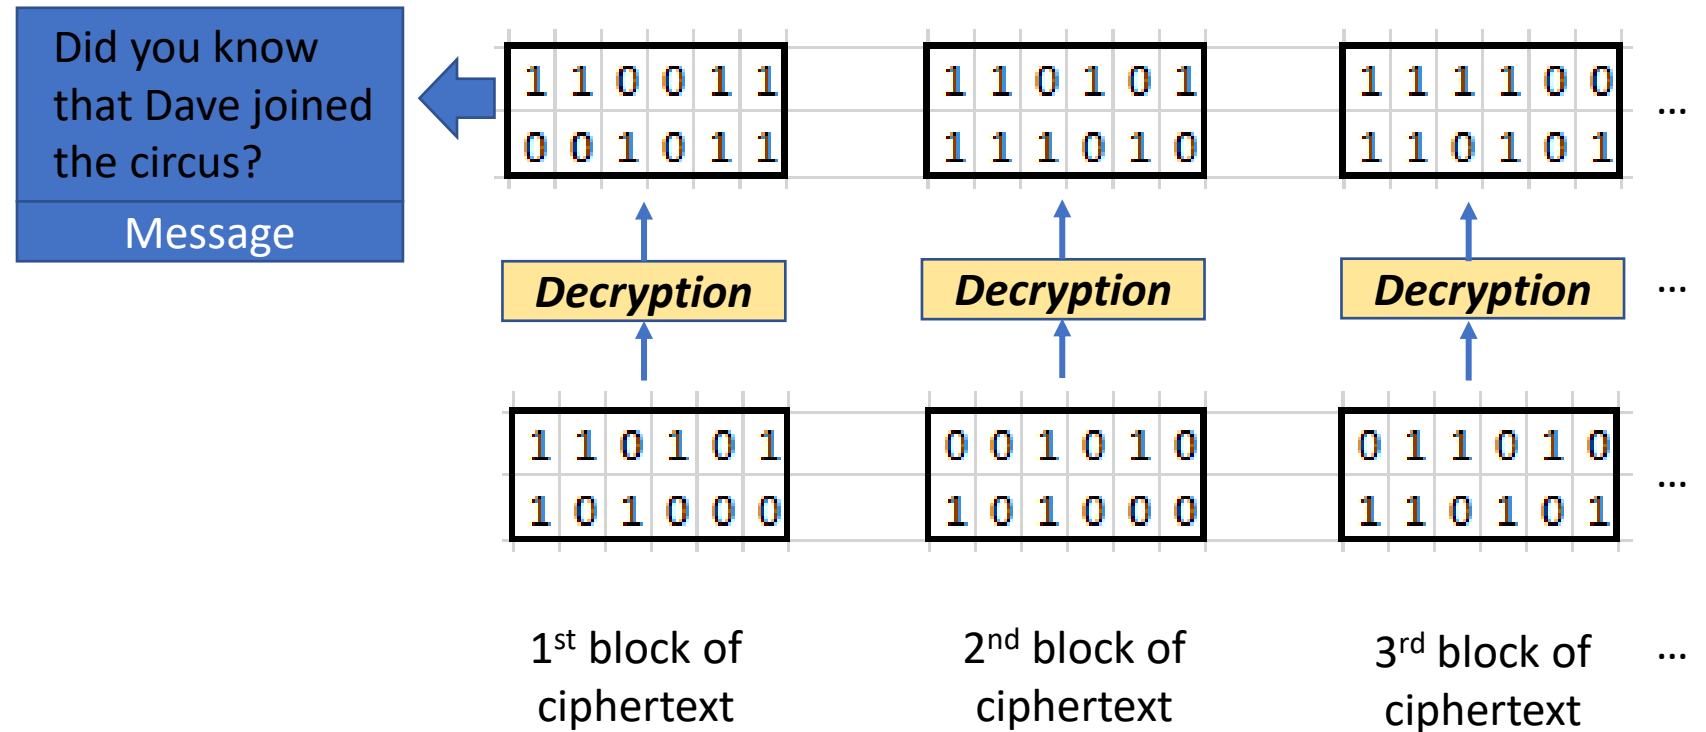 Did you know
that Dave joined
the circus?
Message
1 1 0 0 1 1
0 0 1 0 1 1
1 1 0 1 0 1
1 1 1 0 1 0
1 1 1 1 0 0
1 1 0 1 0 1
...
Decryption
Decryption
Decryption
...
1 1 0 1 0 1
1 0 1 0 0 0
0 0 1 0 1 0
1 0 1 0 0 0
0 1 1 0 1 0
1 1 0 1 0 1
...
1st block of
ciphertext
2nd block of
ciphertext
3rd block of
ciphertext
...